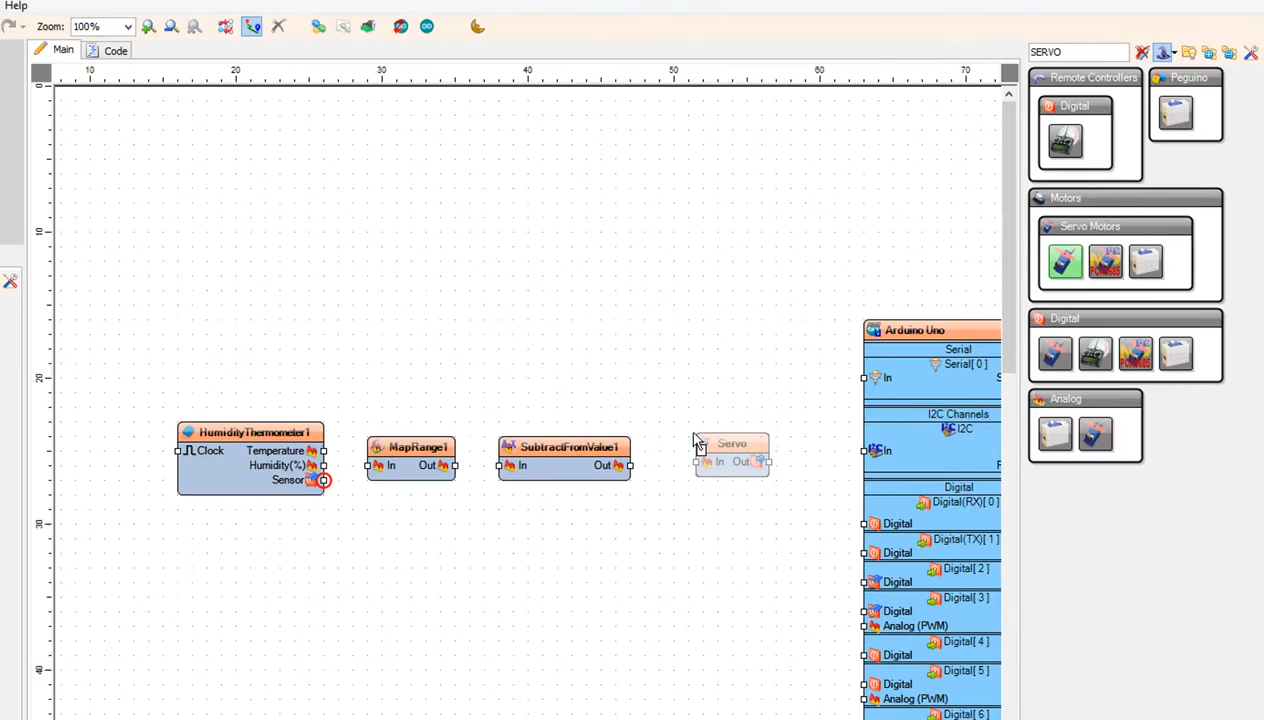 Help
Zoom: 100%
Main Code
SERVO
10 20 30 40 50 60 70
0
10
20
30
40
Remote Controllers
Digital
Peguino
Motors
Servo Motors
Digital
Analog
HumidityThermometer1
Clock Temperature
Humidity(%)
Sensor
MapRange1
In Out
SubtractFromValue1
In Out
Servo
In Out
Arduino Uno
Serial
Serial[ 0 ]
In S
I2C Channels
I2C
In
Digital
Digital(RX)[ 0 ]
Digital
Digital(TX)[ 1 ]
Digital
Digital[ 2 ]
Digital
Digital[ 3 ]
Digital
Analog (PWM)
Digital[ 4 ]
Digital
Digital[ 5 ]
Digital
Analog (PWM)
Digital[ 6 ]